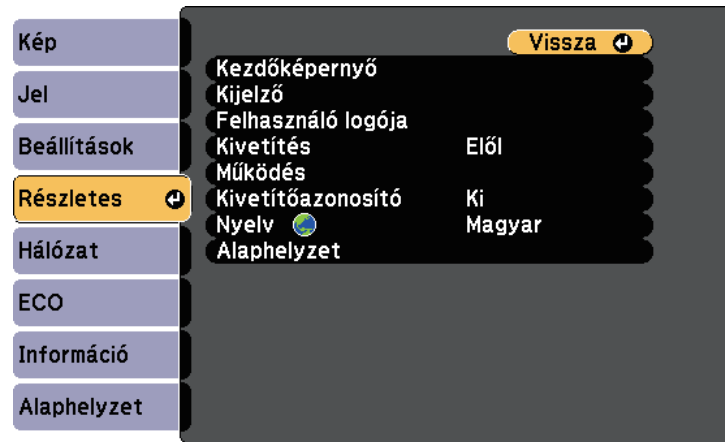 Kép
Jel
Beállítások
Részletes
Hálózat
ECO
Információ
Alaphelyzet
Vissza
Kezdőképernyő
Kijelző
Felhasználó logója
Kivetítés Elől
Működés
Kivetítőazonosító Ki
Nyelv Magyar
Alaphelyzet